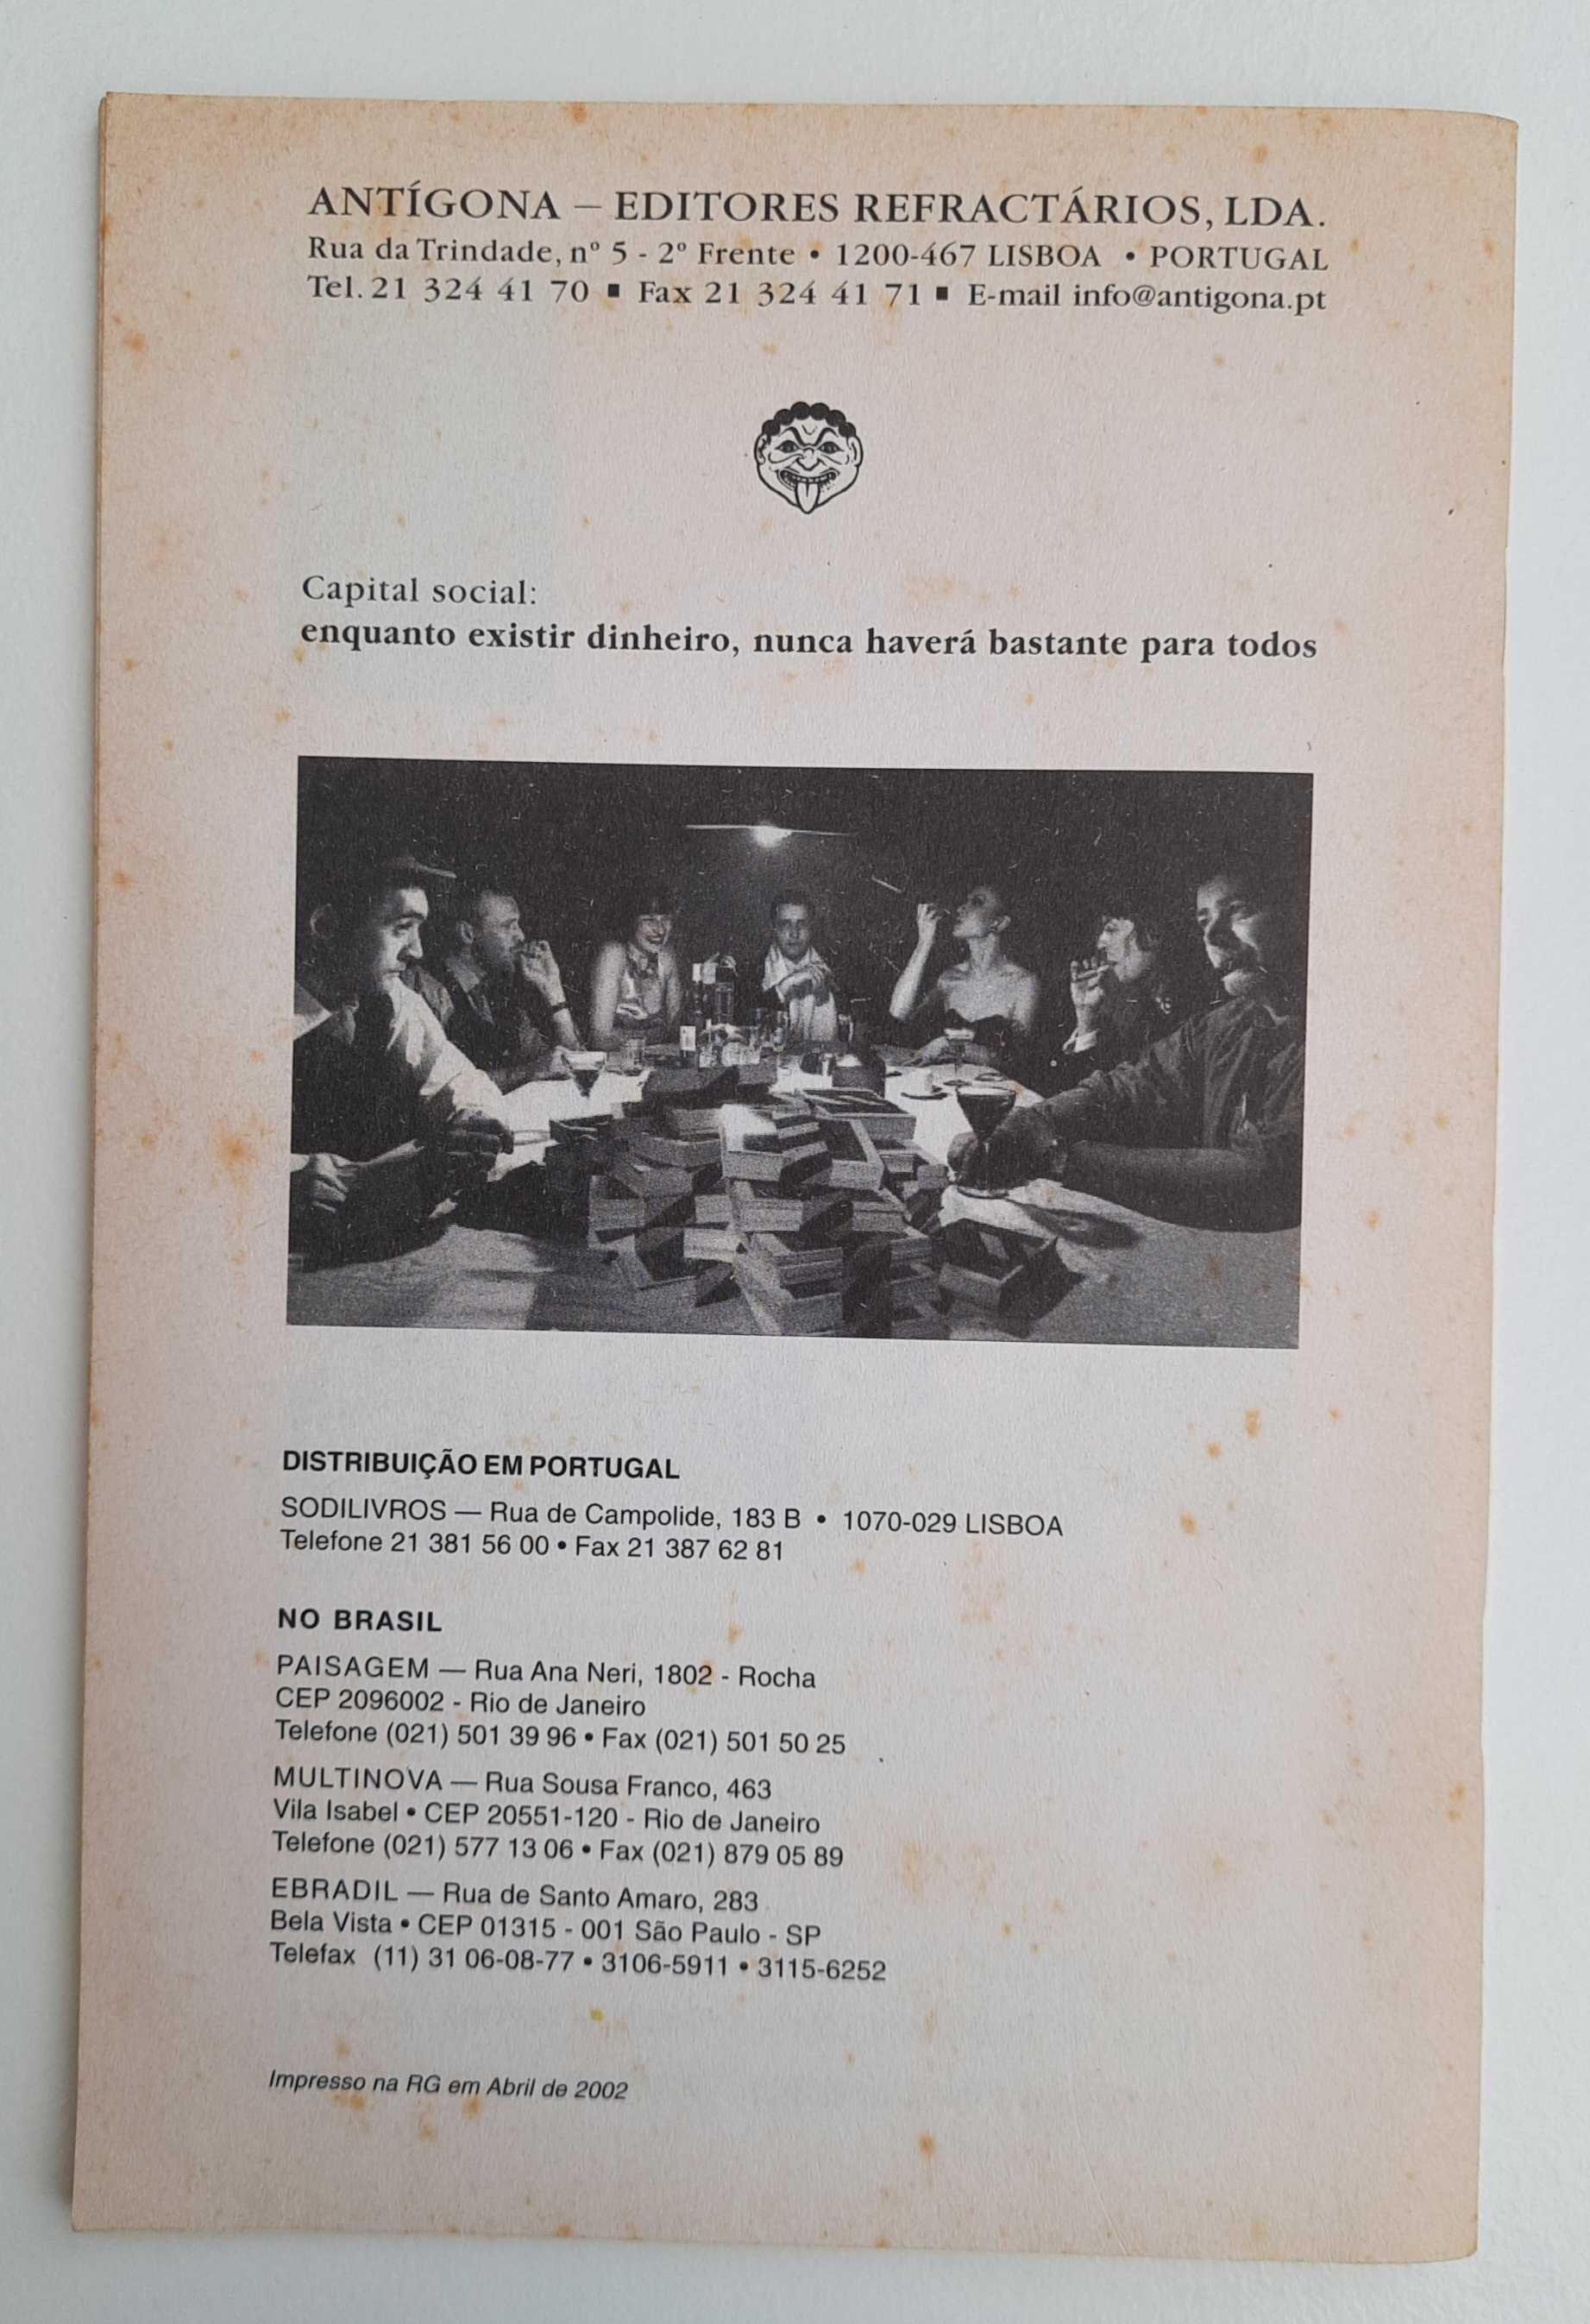 ANTÍGONA – EDITORES REFRACTÁRIOS, LDA.
Rua da Trindade, nº 5 - 2º Frente • 1200-467 LISBOA • PORTUGAL
Tel. 21 324 41 70 ▪ Fax 21 324 41 71 ▪ E-mail info@antigona.pt
Capital social:
enquanto existir dinheiro, nunca haverá bastante para todos
DISTRIBUIÇÃO EM PORTUGAL
SODILIVROS — Rua de Campolide, 183 B • 1070-029 LISBOA
Telefone 21 381 56 00 • Fax 21 387 62 81
NO BRASIL
PAISAGEM — Rua Ana Neri, 1802 - Rocha
CEP 2096002 - Rio de Janeiro
Telefone (021) 501 39 96 • Fax (021) 501 50 25
MULTINOVA — Rua Sousa Franco, 463
Vila Isabel • CEP 20551-120 - Rio de Janeiro
Telefone (021) 577 13 06 • Fax (021) 879 05 89
EBRADIL — Rua de Santo Amaro, 283
Bela Vista • CEP 01315 - 001 São Paulo - SP
Telefax (11) 31 06-08-77 • 3106-5911 • 3115-6252
Impresso na RG em Abril de 2002